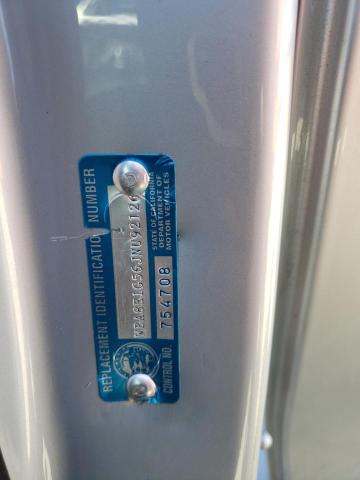 REPLACEMENT IDENTIFICATION NUMBER
STATE OF CALIFORNIA
DEPARTMENT OF
MOTOR VEHICLES
754708
CONTROL NO.